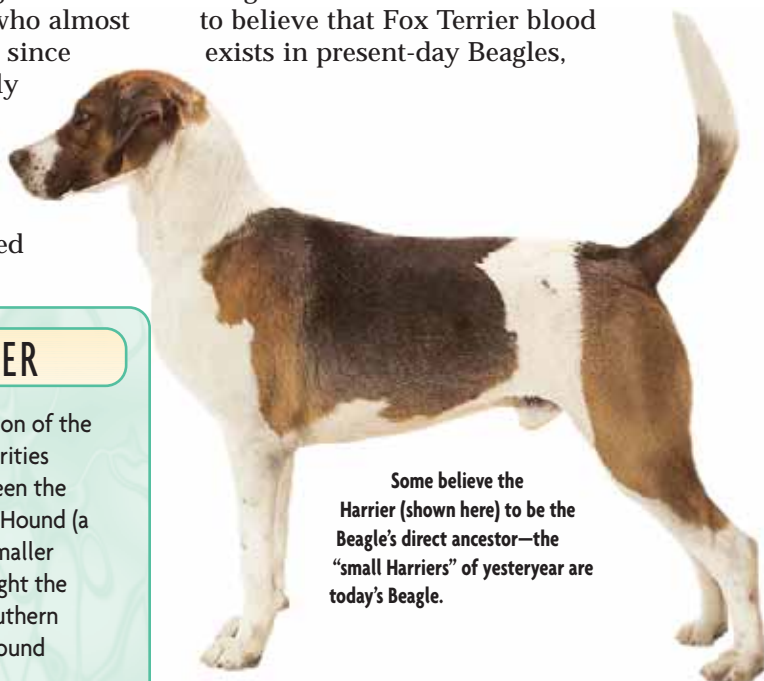 who almost
since
ly
ed
to believe that Fox Terrier blood
exists in present-day Beagles,
ER
on of the
rities
een the
Hound (a
maller
ght the
uthern
ound
Some believe the
Harrier (shown here) to be the
Beagle's direct ancestor—the
“small Harriers” of yesteryear are
today's Beagle.